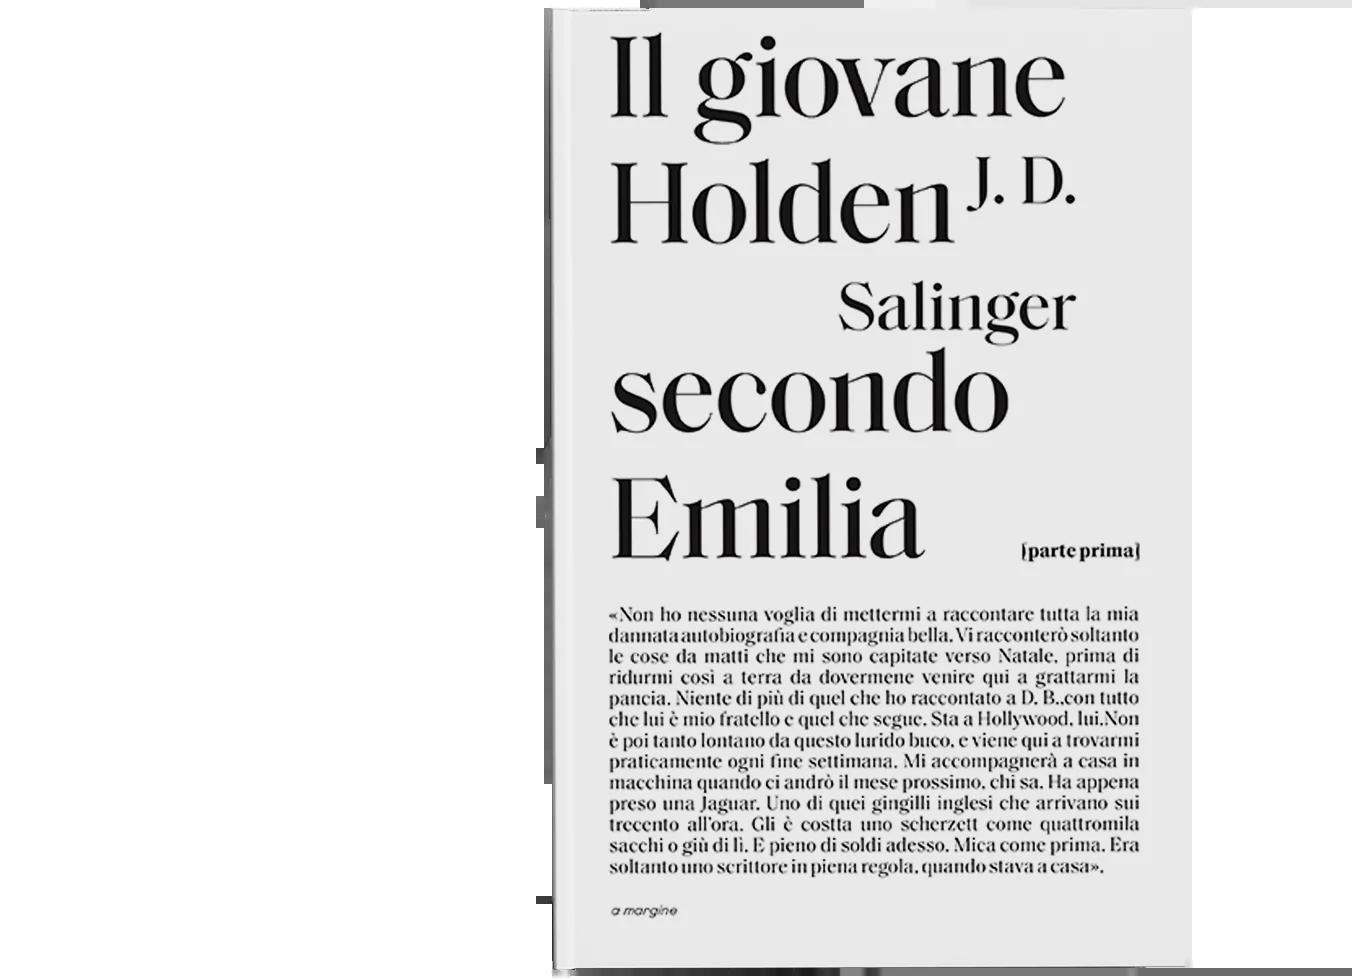 Il giovane
Holden J. D.
Salinger
secondo
Emilia
[parte prima]
«Non ho nessuna voglia di mettermi a raccontare tutta la mia
dannata autobiografia e compagnia bella. Vi racconterò soltanto
le cose da matti che mi sono capitate verso Natale, prima di
ridurmi così a terra da dovermene venire qui a grattarmi la
pancia. Niente di più di quel che ho raccontato a D. B.,con tutto
che lui è mio fratello e quel che segue. Sta a Hollywood, lui.Non
è poi tanto lontano da questo lurido buco, e viene qui a trovarmi
praticamente ogni fine settimana. Mi accompagnerà a casa in
macchina quando ci andrò il mese prossimo, chi sa. Ha appena
preso una Jaguar. Uno di quei gingilli inglesi che arrivano sui
trecento all'ora. Gli è costta uno scherzett come quattromila
sacchi o giù di lì. E pieno di soldi adesso. Mica come prima. Era
soltanto uno scrittore in piena regola, quando stava a casa».
a margine